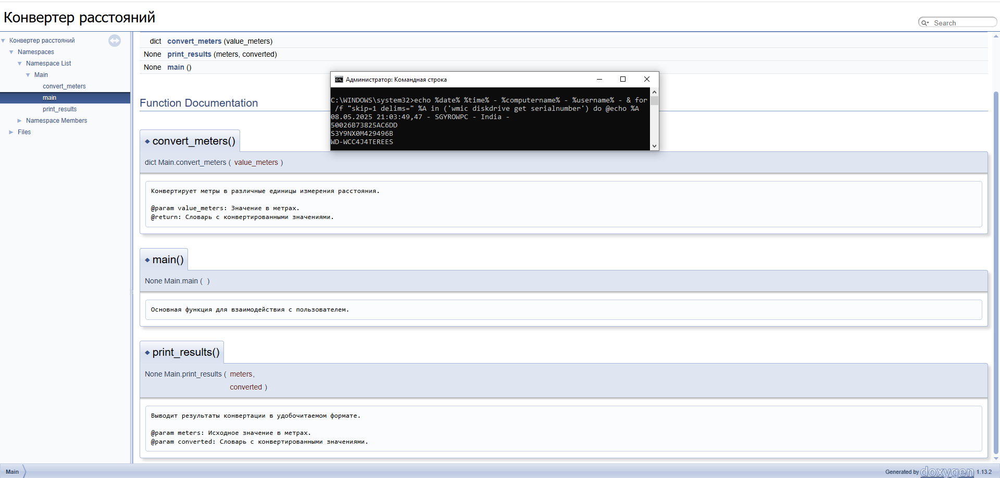 Конвертер расстояний
Search
Конвертер расстояний
Namespaces
Namespace List
Main
convert_meters
main
print_results
Namespace Members
Files
dict convert_meters (value_meters)
None print_results (meters, converted)
None main ()
Администратор: Командная строка
C:\WINDOWS\system32>echo %date% %time% - %computername% - %username% - & for
/f "skip=1 delims=" %A in ('wmic diskdrive get serialnumber') do @echo %A
08.05.2025 21:03:49,47 - SGYROWPC - India -
50026B73825AC6DD
S3Y9NX0M429496B
WD-WCC4J4TEREES
Function Documentation
◆ convert_meters()
dict Main.convert_meters ( value_meters )
Конвертирует метры в различные единицы измерения расстояния.
@param value_meters: Значение в метрах.
@return: Словарь с конвертированными значениями.
◆ main()
None Main.main ( )
Основная функция для взаимодействия с пользователем.
◆ print_results()
None Main.print_results ( meters,
converted )
Выводит результаты конвертации в удобочитаемом формате.
@param meters: Исходное значение в метрах.
@param converted: Словарь с конвертированными значениями.
Main
Generated by doxygen 1.13.2